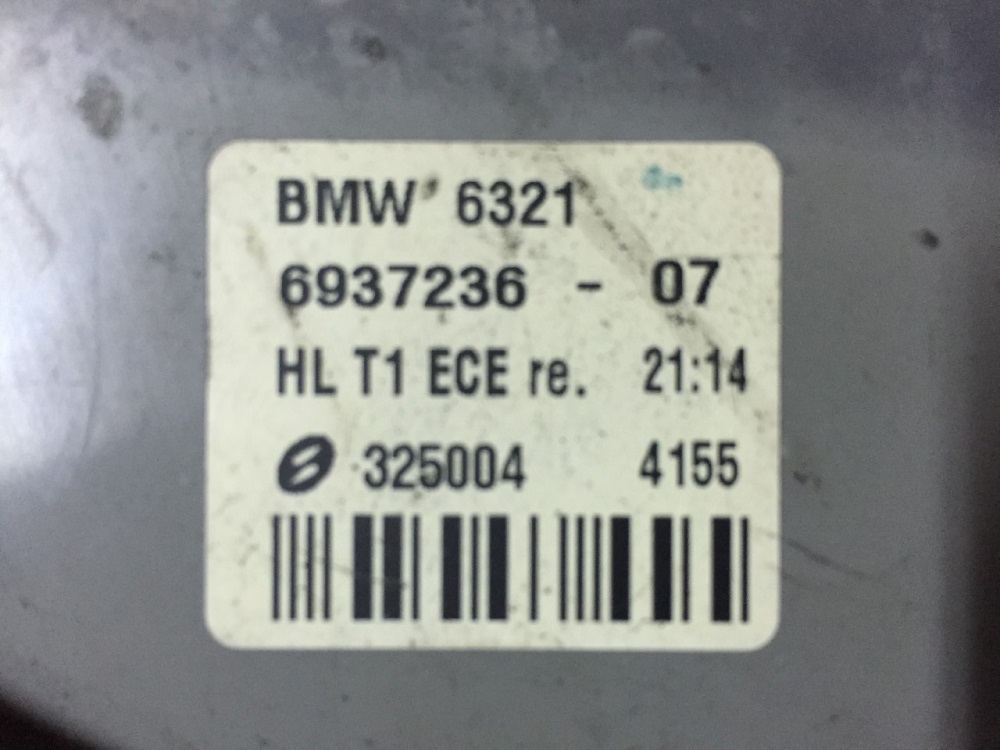 BMW 6321
6937236 - 07
HL T1 ECE re. 21:14
325004 4155